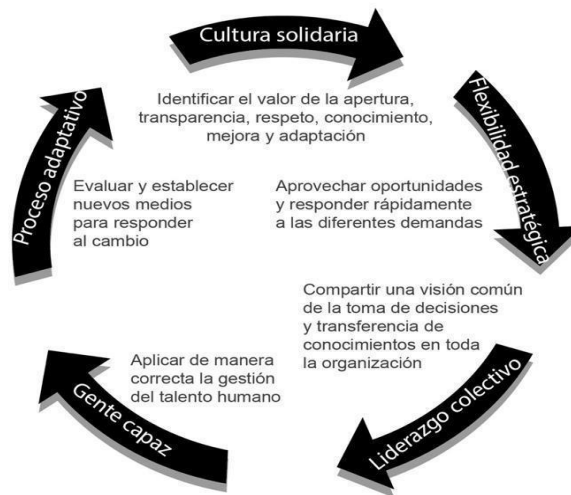 Cultura solidaria
Identificar el valor de la apertura,
transparencia, respeto, conocimiento,
mejora y adaptación
Flexibilidad estratégica
Aprovechar oportunidades
y responder rápidamente
a las diferentes demandas
Liderazgo colectivo
Compartir una visión común
de la toma de decisiones
y transferencia de
conocimientos en toda
la organización
Gente capaz
Aplicar de manera
correcta la gestión
del talento humano
Proceso adaptativo
Evaluar y establecer
nuevos medios
para responder
al cambio